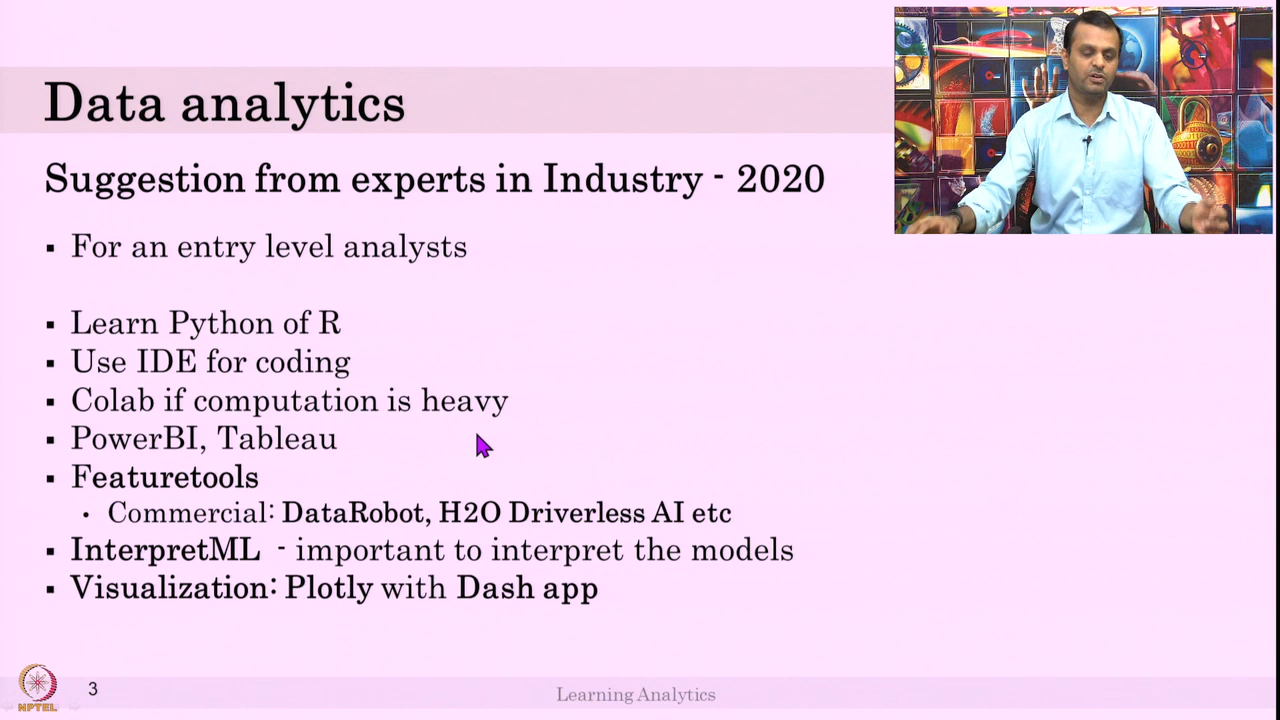 Data analytics
Suggestion from experts in Industry - 2020
▪ For an entry level analysts
▪ Learn Python of R
▪ Use IDE for coding
▪ Colab if computation is heavy
▪ PowerBI, Tableau
▪ Featuretools
• Commercial: DataRobot, H2O Driverless AI etc
▪ InterpretML - important to interpret the models
▪ Visualization: Plotly with Dash app
NPTEL
3
Learning Analytics